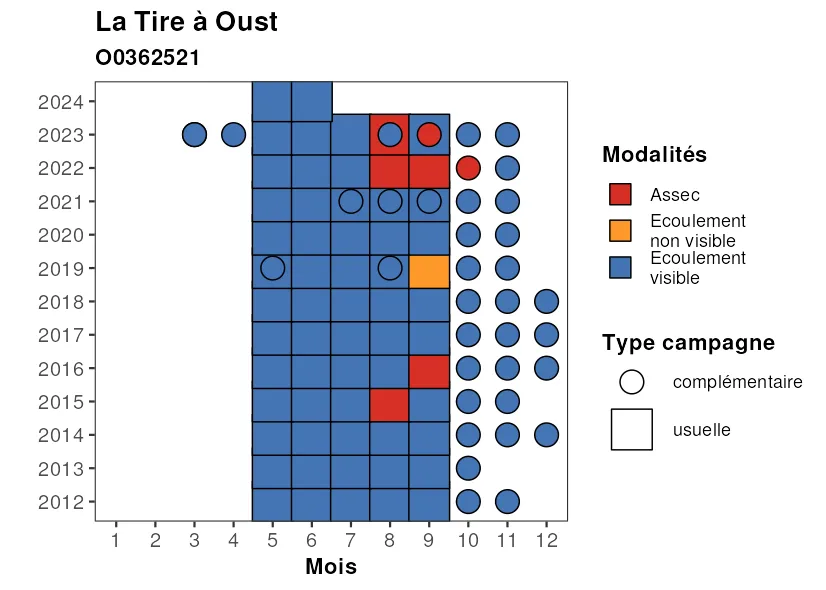 La Tire à Oust
O0362521
2024
2023
2022
2021
2020
2019
2018
2017
2016
2015
2014
2013
2012
1 2 3 4 5 6 7 8 9 10 11 12
Mois
Modalités
Assec
Ecoulement
non visible
Ecoulement
visible
Type campagne
complémentaire
usuelle